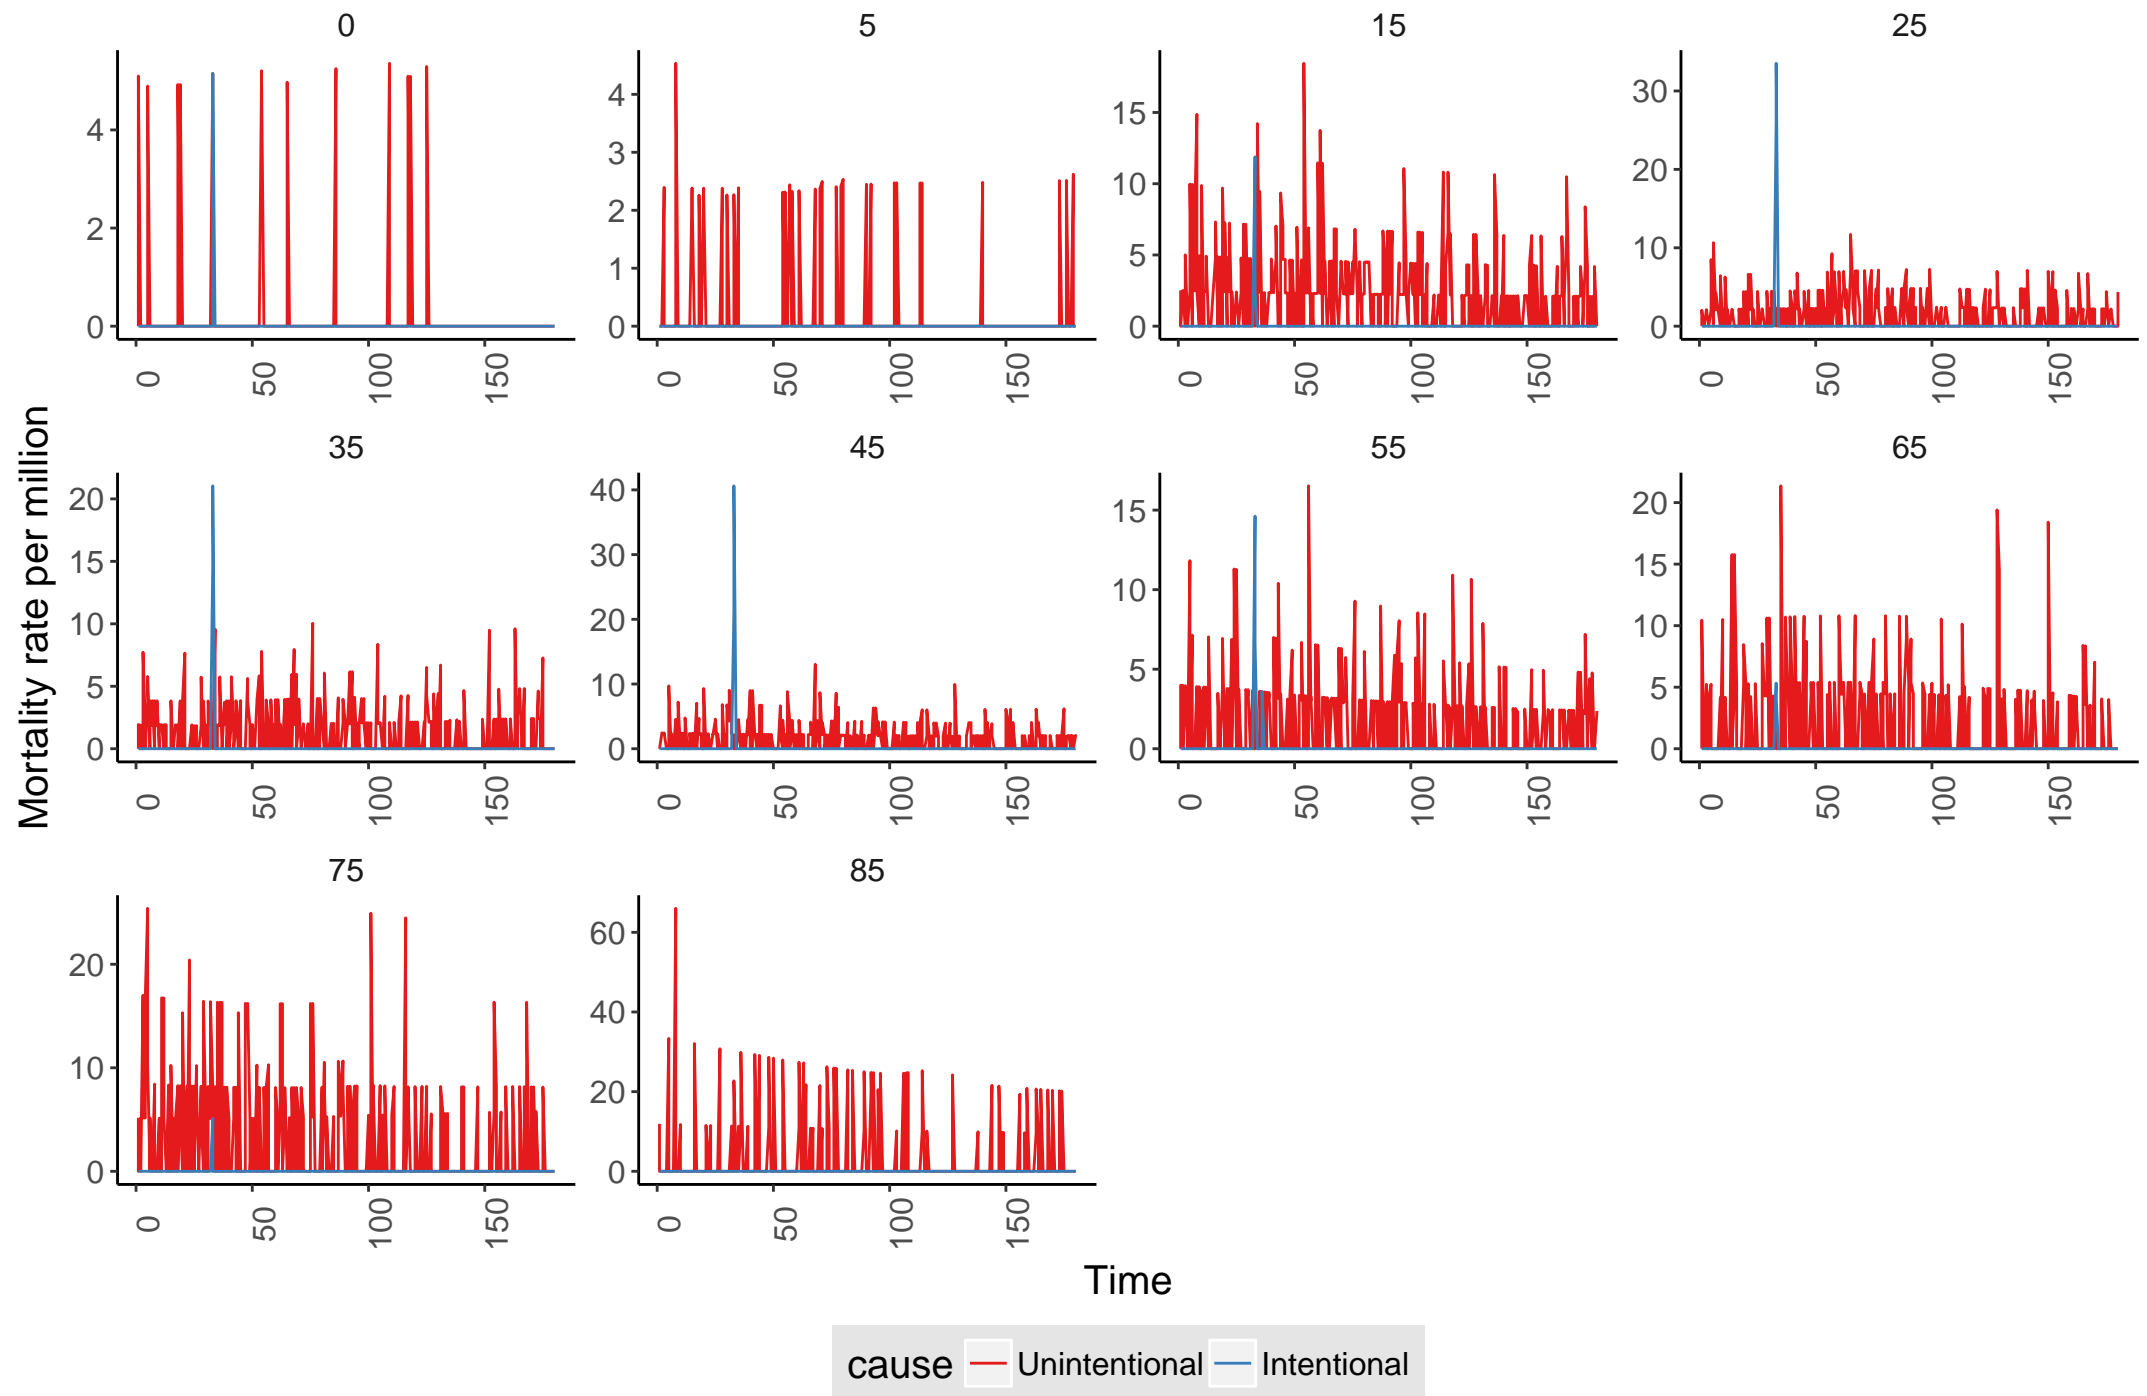 0 5 15 25
4 2 0
4 3 2 1 0
15 10 5 0
30 20 10 0
0 50 100 150
0 50 100 150
0 50 100 150
0 50 100 150
Mortality rate per million
35 45 55 65
20 15 10 5 0
40 30 20 10 0
15 10 5 0
20 15 10 5 0
0 50 100 150
0 50 100 150
0 50 100 150
0 50 100 150
75 85
20 10 0
60 40 20 0
0 50 100 150
0 50 100 150
Time
cause Unintentional Intentional